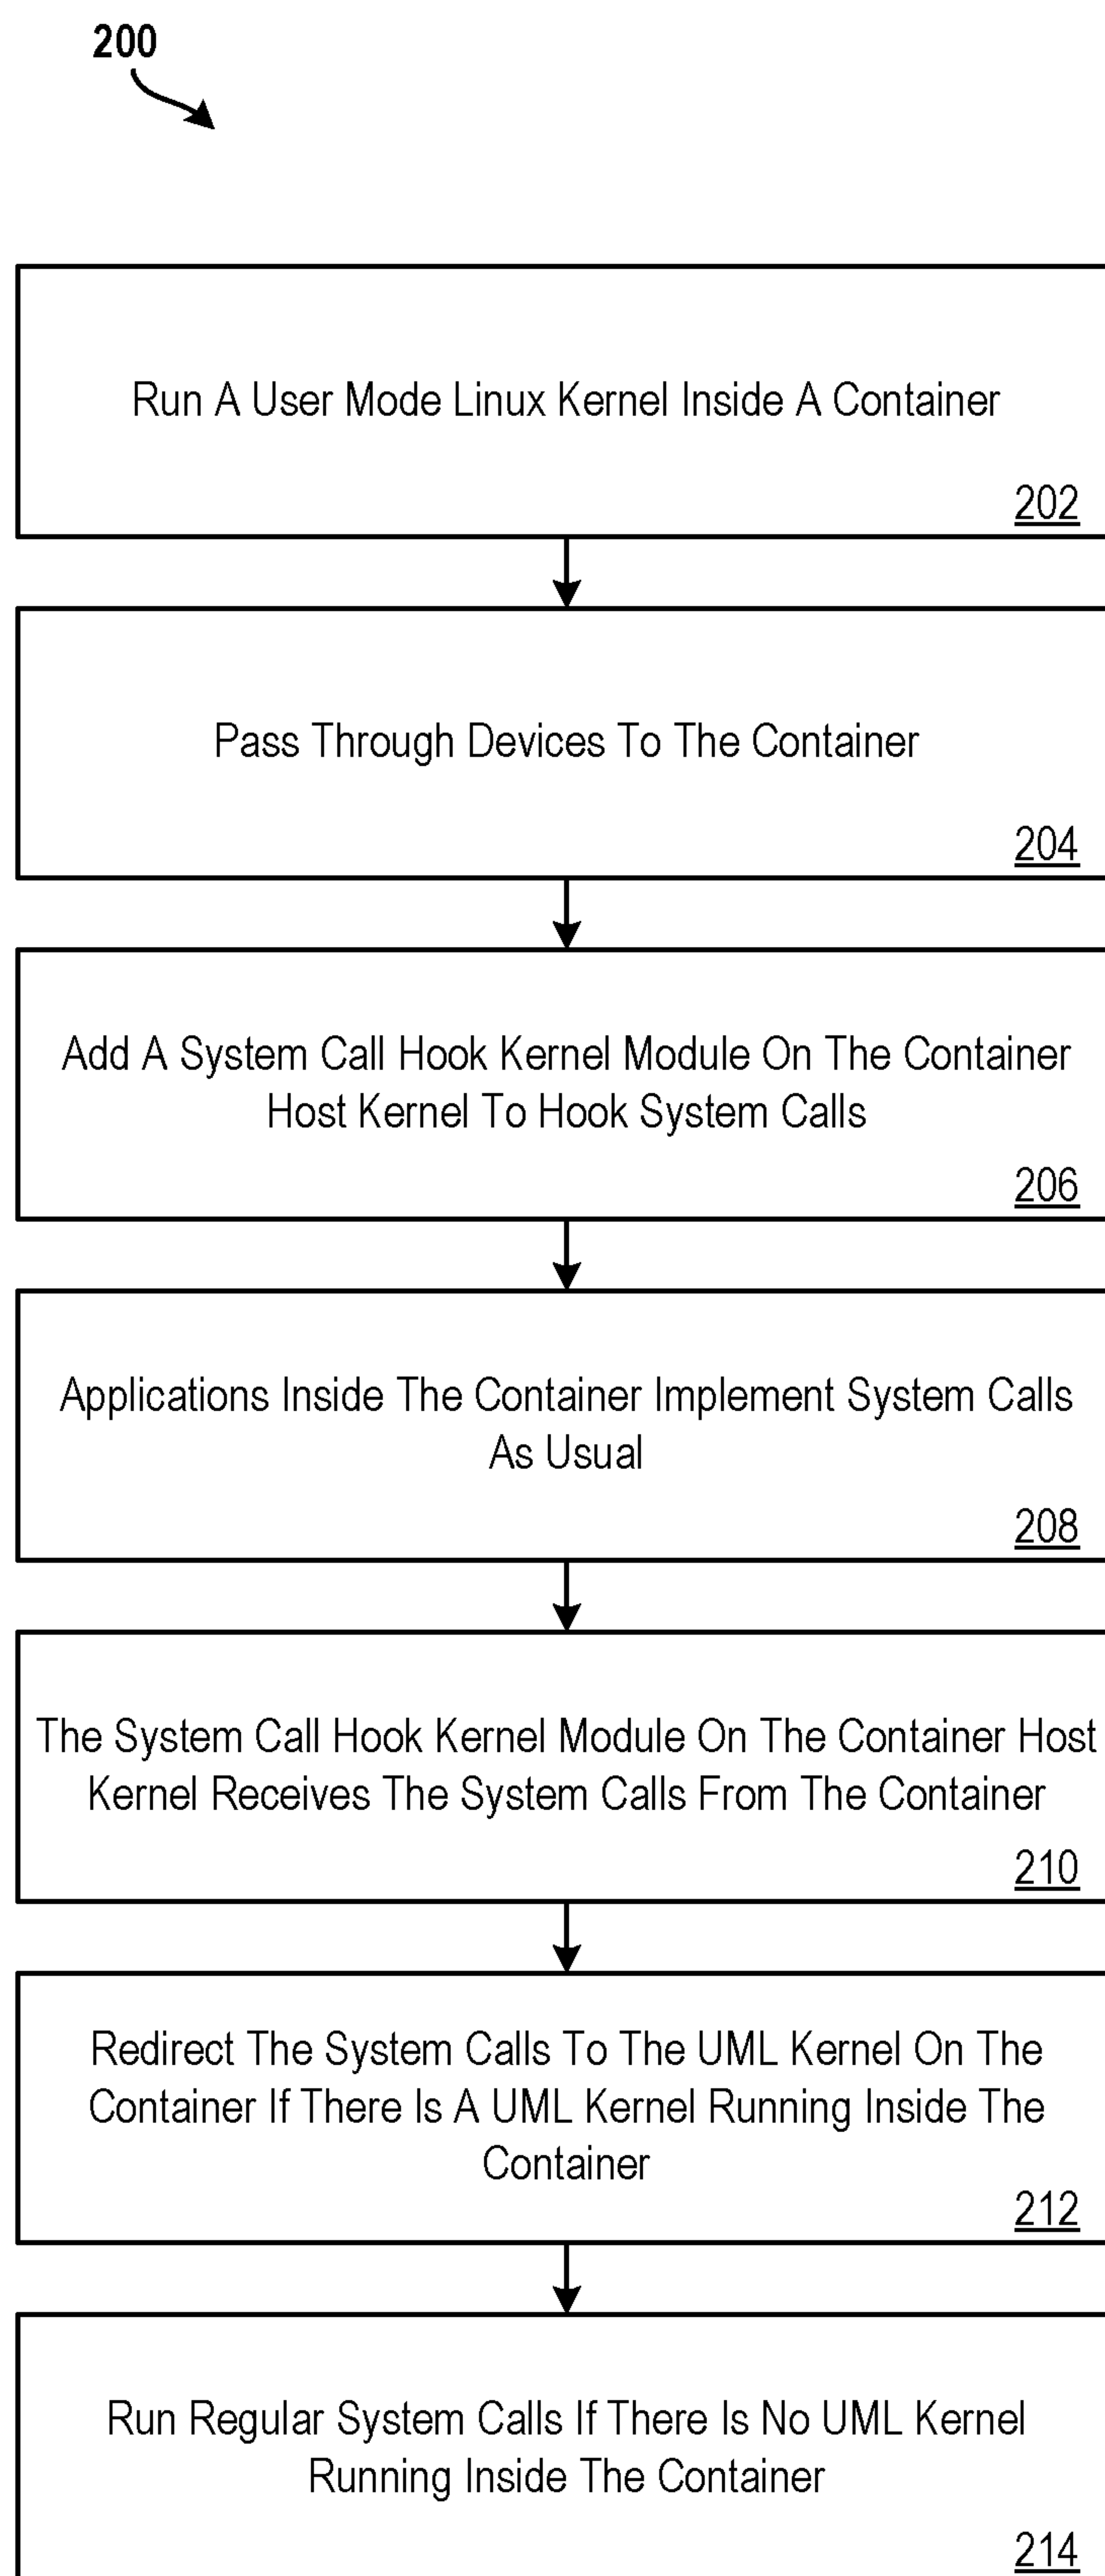 200
Run A User Mode Linux Kernel Inside A Container
202
Pass Through Devices To The Container
204
Add A System Call Hook Kernel Module On The Container
Host Kernel To Hook System Calls
206
Applications Inside The Container Implement System Calls
As Usual
208
The System Call Hook Kernel Module On The Container Host
Kernel Receives The System Calls From The Container
210
Redirect The System Calls To The UML Kernel On The
Container If There Is A UML Kernel Running Inside The
Container
212
Run Regular System Calls If There Is No UML Kernel
Running Inside The Container
214